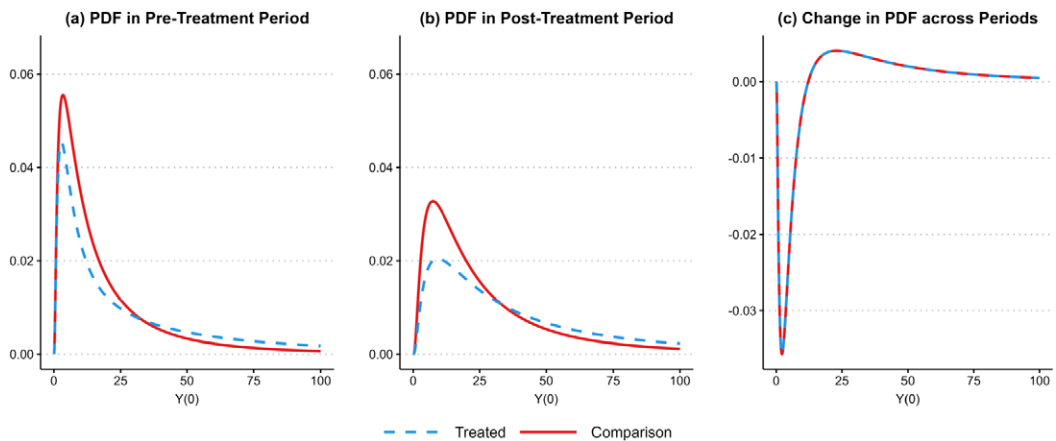 (a) PDF in Pre-Treatment Period
0.06
0.04
0.02
0.00
0 25 50 75 100
Y(0)
(b) PDF in Post-Treatment Period
0.06
0.04
0.02
0.00
0 25 50 75 100
Y(0)
(c) Change in PDF across Periods
0.00
-0.01
-0.02
-0.03
0 25 50 75 100
Y(0)
Treated Comparison